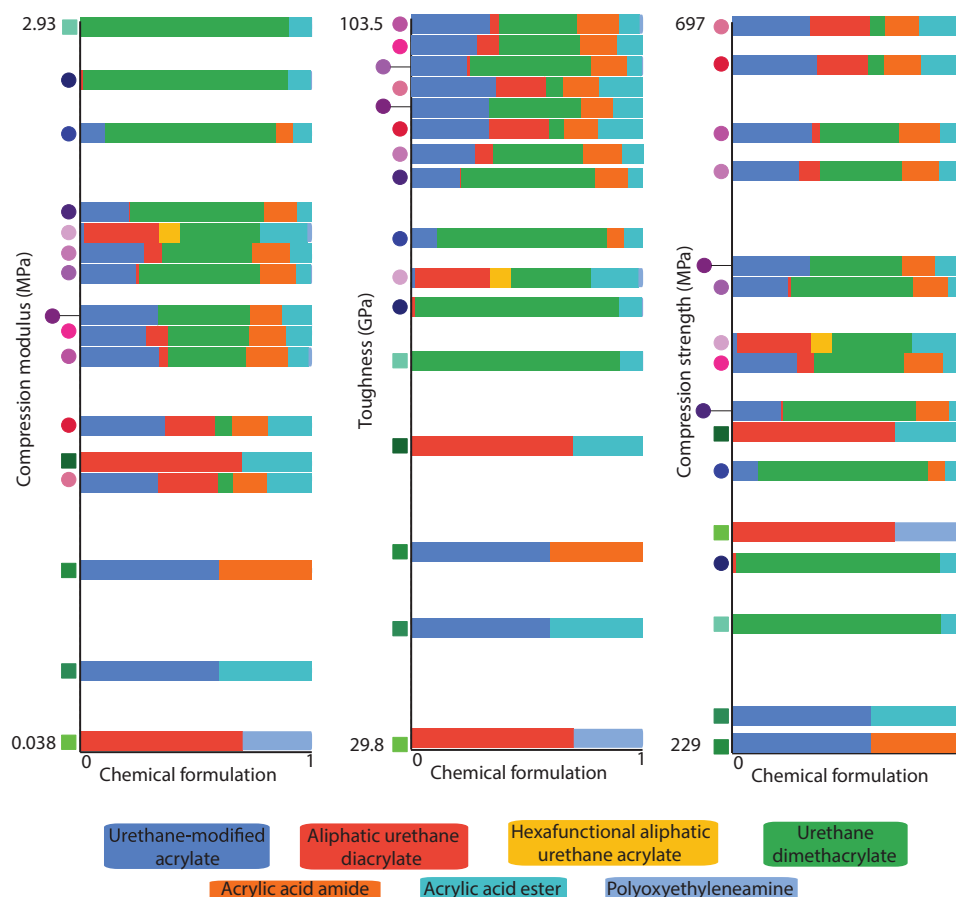 2.93
Compression modulus (MPa)
0.038
0
1
Chemical formulation
103.5
Toughness (GPa)
29.8
0
1
Chemical formulation
697
Compression strength (MPa)
229
0
Chemical formulation
Urethane-modified
acrylate
Aliphatic urethane
diacrylate
Hexafunctional aliphatic
urethane acrylate
Urethane
dimethacrylate
Acrylic acid amide
Acrylic acid ester
Polyoxyethyleneamine